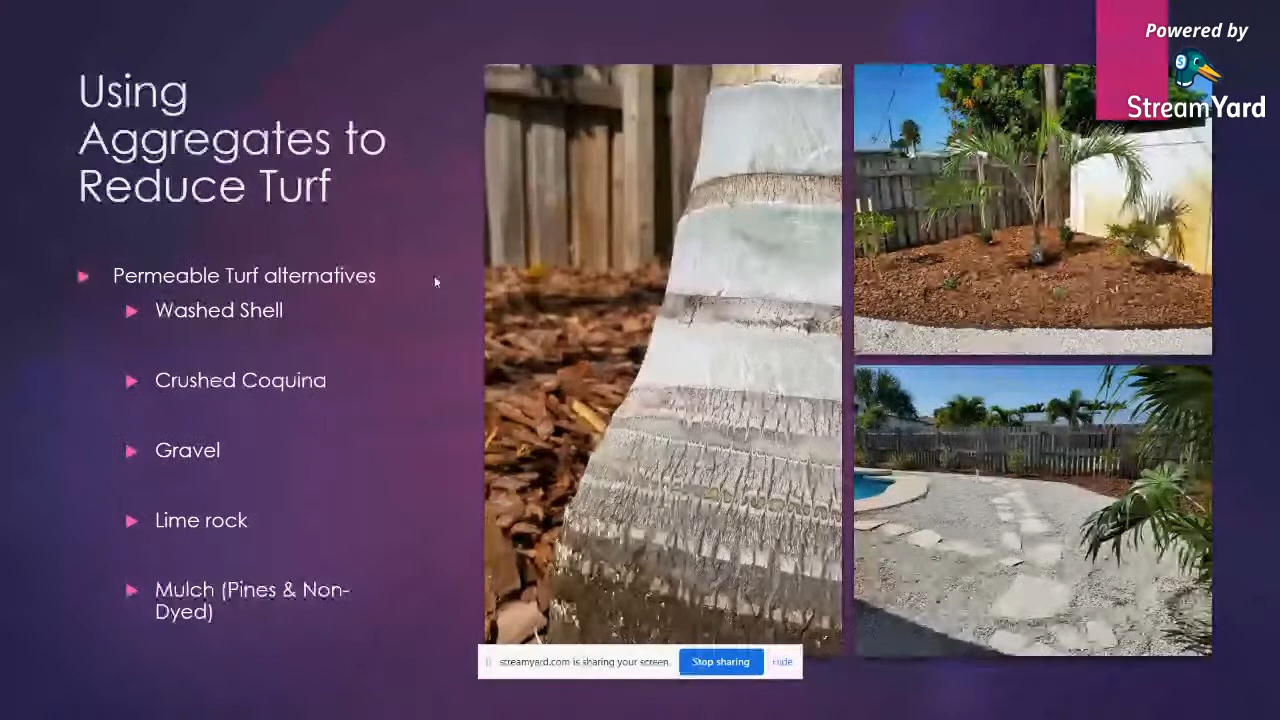 Powered by
StreamYard
Using
Aggregates to
Reduce Turf
Permeable Turf alternatives
Washed Shell
Crushed Coquina
Gravel
Lime rock
Mulch (Pines & Non-
Dyed)
streamyard.com is sharing your screen.
Stop sharing
Hide